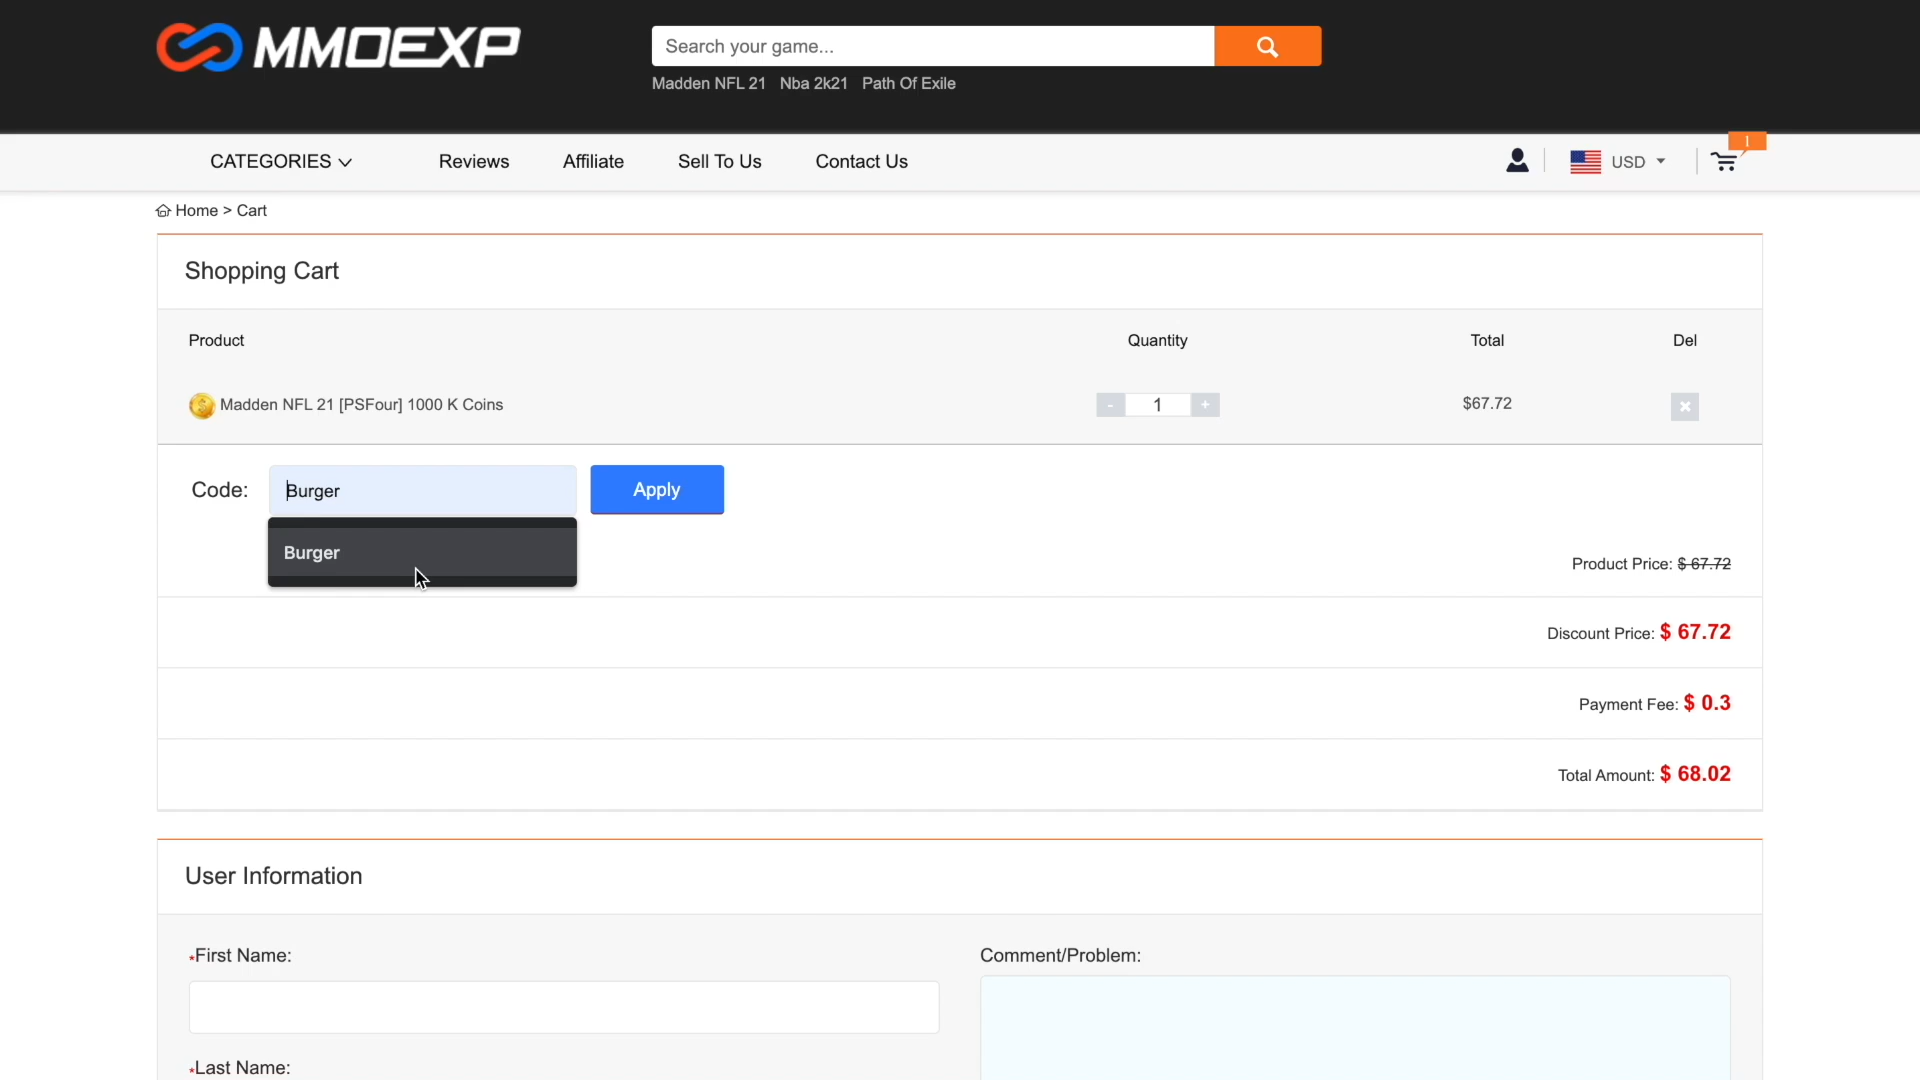 MMOEXP
Search your game...
Madden NFL 21 Nba 2k21 Path Of Exile
CATEGORIES Reviews Affiliate Sell To Us Contact Us USD 1
Home > Cart
Shopping Cart
Product Quantity Total Del
Madden NFL 21 [PSFour] 1000 K Coins - 1 + $67.72
Code: Burger Apply
Burger
Product Price: $ 67.72
Discount Price: $ 67.72
Payment Fee: $ 0.3
Total Amount: $ 68.02
User Information
*First Name: Comment/Problem:
*Last Name: